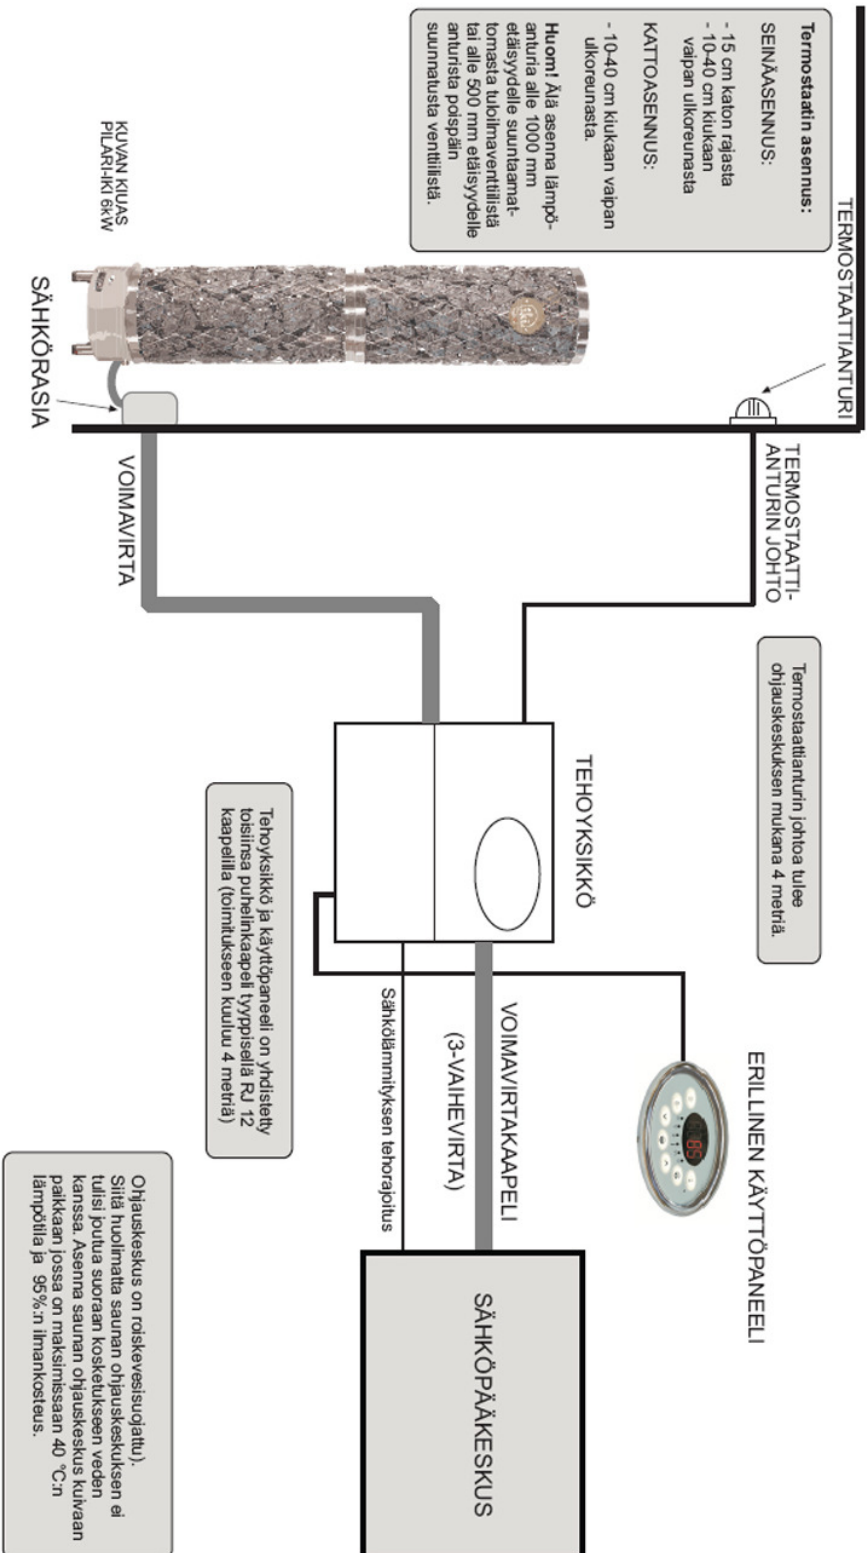 Termostaatin asennus:
SEINÄASENNUS:
- 15 cm katon rajasta
- 10-40 cm kiukaan
vaipan ulkoreunasta
KATTOASENNUS:
- 10-40 cm kiukaan vaipan
ulkoreunasta.
Huom! Älä asenna lämpö-
anturia alle 1000 mm
etäisyydelle suuntaamat-
tomasta tuloilmaventtiilistä
tai alle 500 mm etäisyydelle
anturista poispäin
suunnatusta venttiilistä.
TERMOSTAATTIANTURI
KUVAN KIUAS
PILARI-IKI 6kW
SÄHKÖRASIA
VOIMAVIRTA
TERMOSTAATTI-
ANTURIN JOHTO
Termostaattianturin johtoa tulee
ohjauskeskuksen mukana 4 metriä.
TEHOYKSIKKÖ
Tehoyksikkö ja käyttöpaneeli on yhdistetty
toisiinsa puhelinkaapeli tyyppisellä RJ 12
kaapelilla (toimitukseen kuuluu 4 metriä)
ERILLINEN KÄYTTÖPANEELI
85
VOIMAVIRTAKAAPELI
(3-VAIHEVIRTA)
Sähkölämmityksen tehorajoitus
SÄHKÖPÄÄKESKUS
Ohjauskeskus on roiskevesisuojattu).
Siitä huolimatta saunan ohjauskeskuksen ei
tulisi joutua suoraan kosketukseen veden
kanssa. Asenna saunan ohjauskeskus kuivaan
paikkaan jossa on maksimissaan 40 °C:n
lämpötila ja 95%:n ilmankosteus.
iki